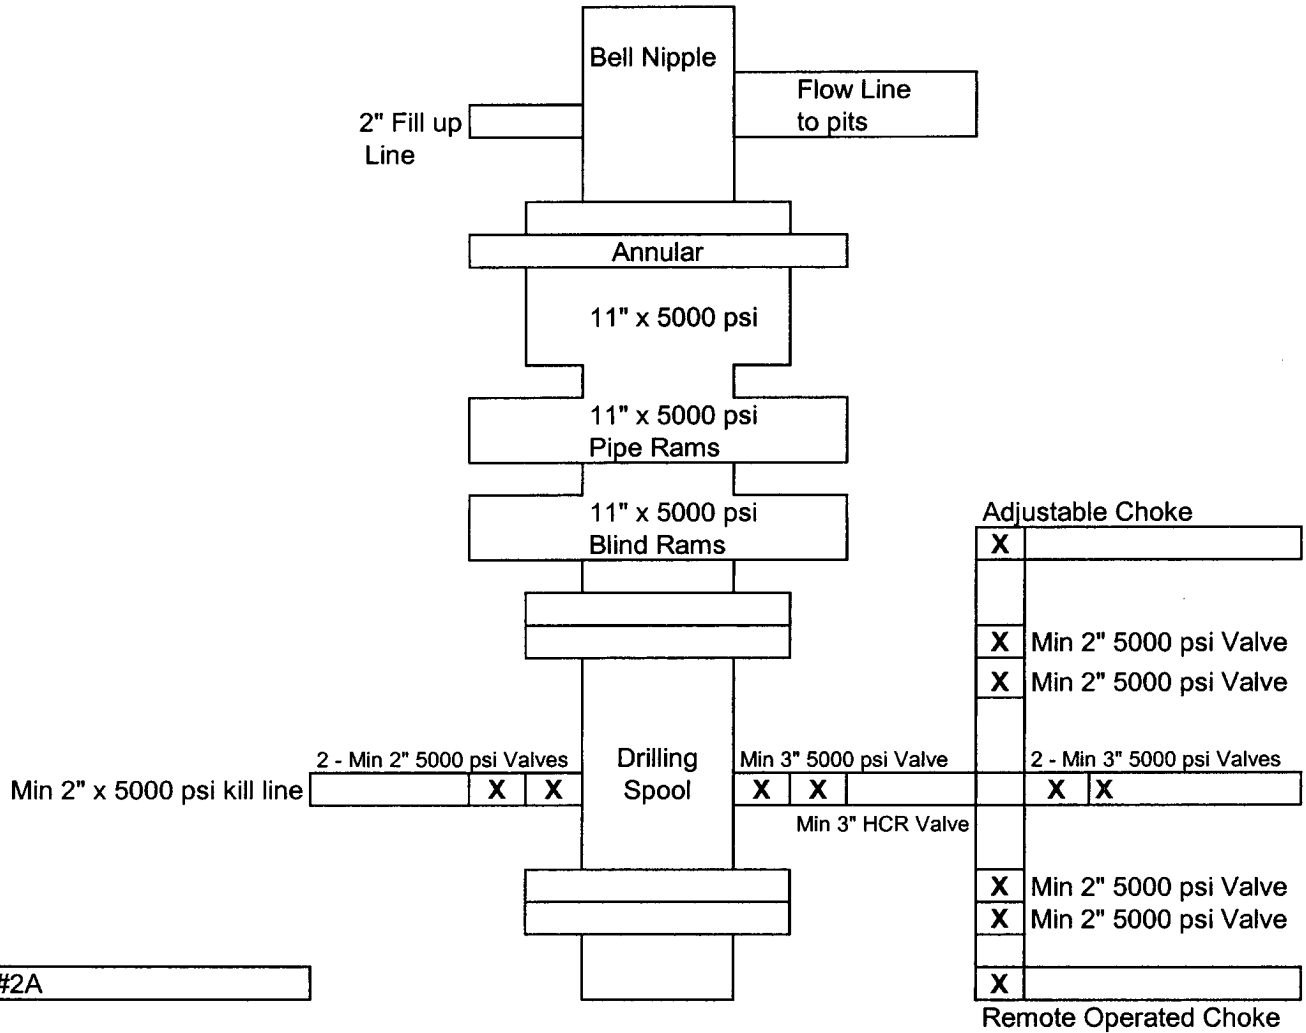 Bell Nipple
Flow Line
to pits
2" Fill up
Line
Annular
11" x 5000 psi
11" x 5000 psi
Pipe Rams
11" x 5000 psi
Blind Rams
Adjustable Choke
X
X Min 2" 5000 psi Valve
X Min 2" 5000 psi Valve
2 - Min 2" 5000 psi Valves
Drilling
Spool
Min 3" 5000 psi Valve
2 - Min 3" 5000 psi Valves
Min 2" x 5000 psi kill line
X X
X X
X X
Min 3" HCR Valve
X Min 2" 5000 psi Valve
X Min 2" 5000 psi Valve
#2A
X
Remote Operated Choke